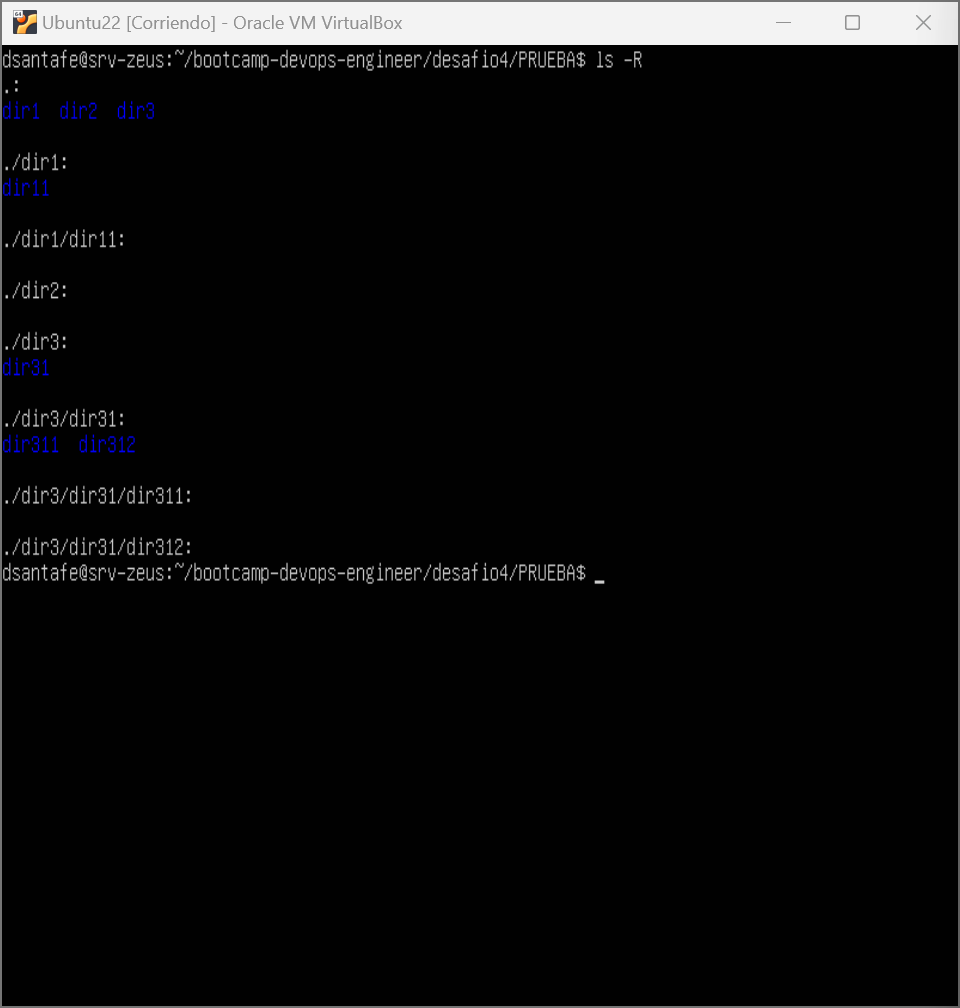 Ubuntu22 [Corriendo] - Oracle VM VirtualBox
dsantafe@srv-zeus:~/bootcamp-devops-engineer/desafio4/PRUEBA$ ls -R
.:
dir1  dir2  dir3
./dir1:
dir11
./dir1/dir11:
./dir2:
./dir3:
dir31
./dir3/dir31:
dir311  dir312
./dir3/dir31/dir311:
./dir3/dir31/dir312:
dsantafe@srv-zeus:~/bootcamp-devops-engineer/desafio4/PRUEBA$ _